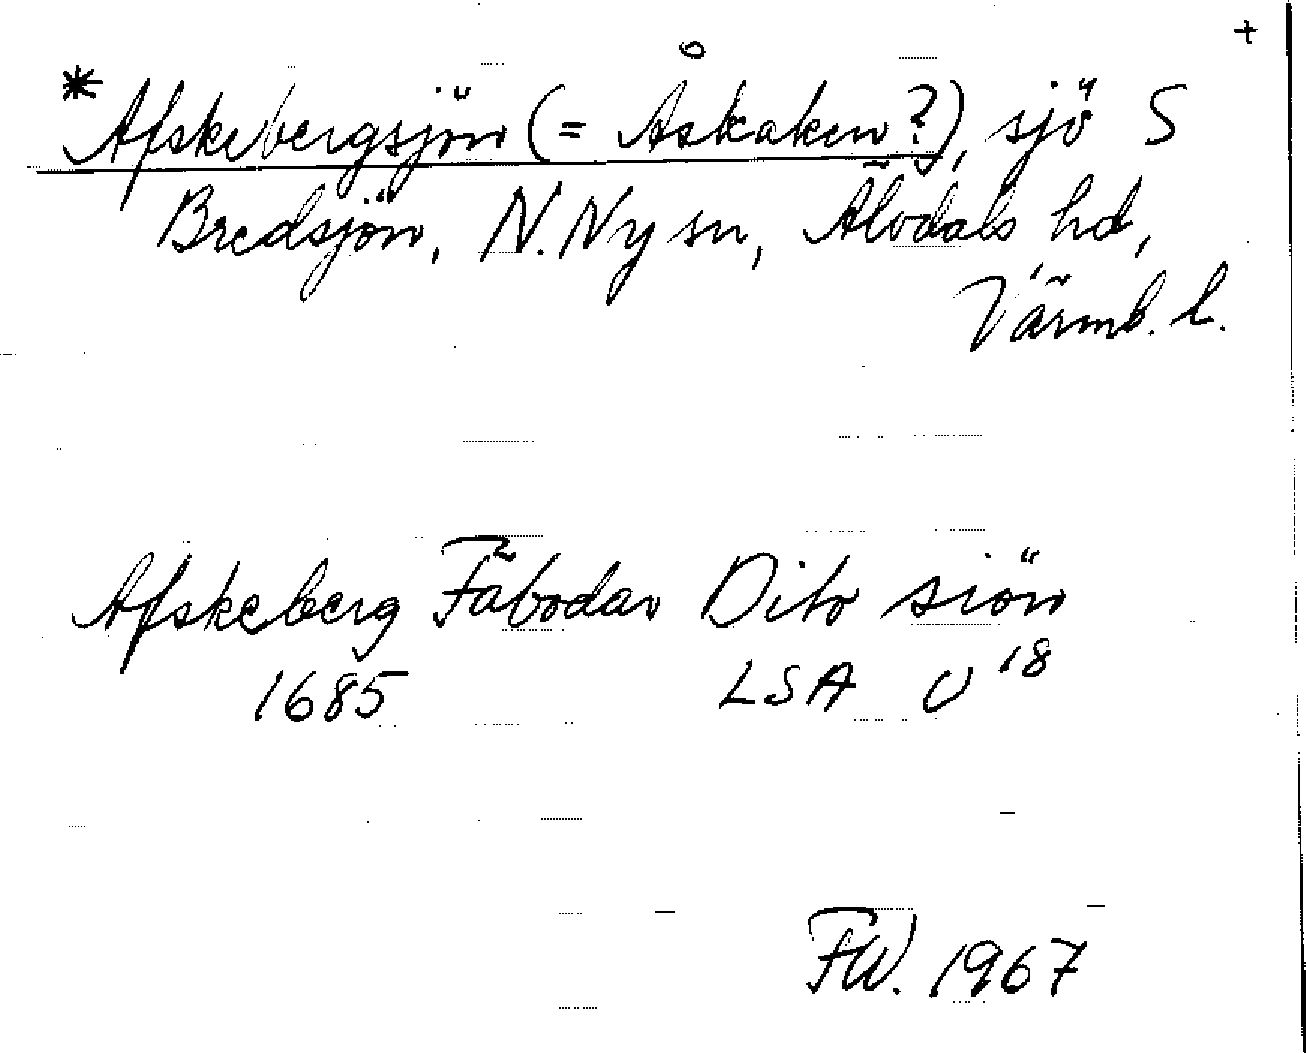 +
*Afskebergsjön (= Åskaken?), sjö S
Bredsjön, N. Ny sn, Älvdals hd,
Värml. l.
Afskeberg Fäbodar Dito siön
1685 LSA U18
FW. 1967